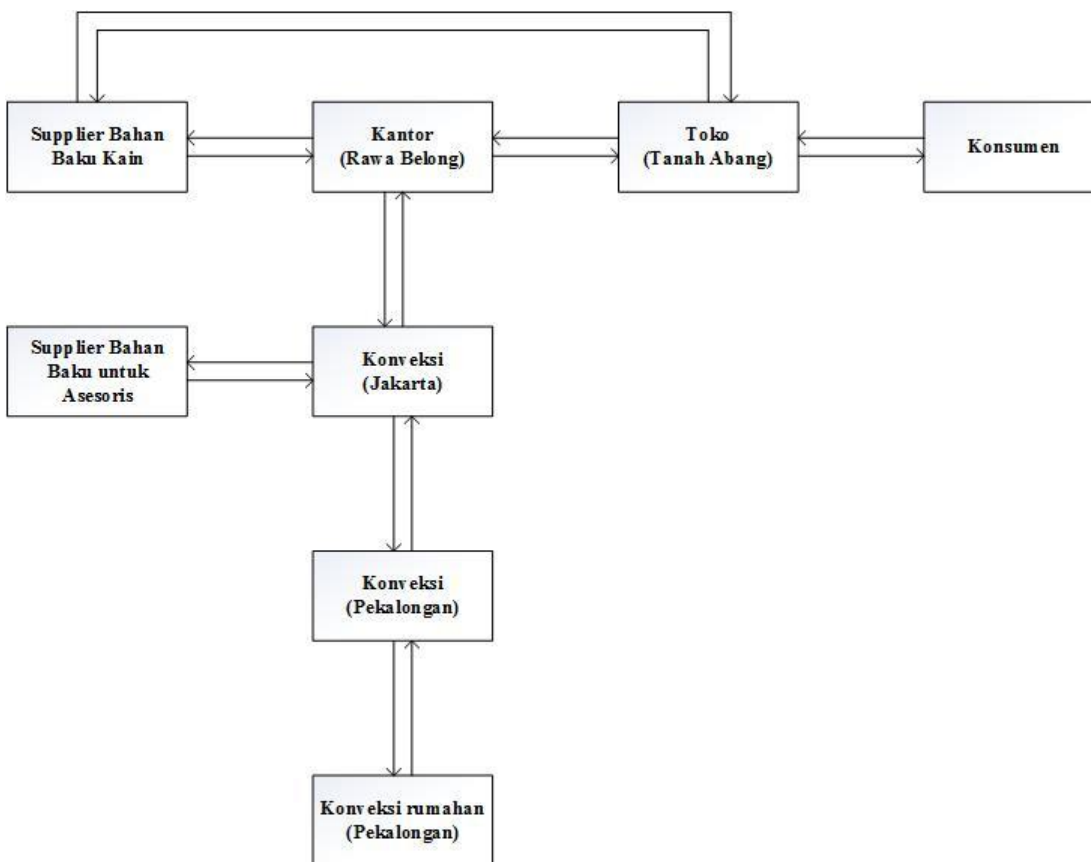 Supplier Bahan
Baku Kain
Kantor
(Rawa Belong)
Toko
(Tanah Abang)
Konsumen
Supplier Bahan
Baku untuk
Asesoris
Konveksi
(Jakarta)
Konveksi
(Pekalongan)
Konveksi rumahan
(Pekalongan)